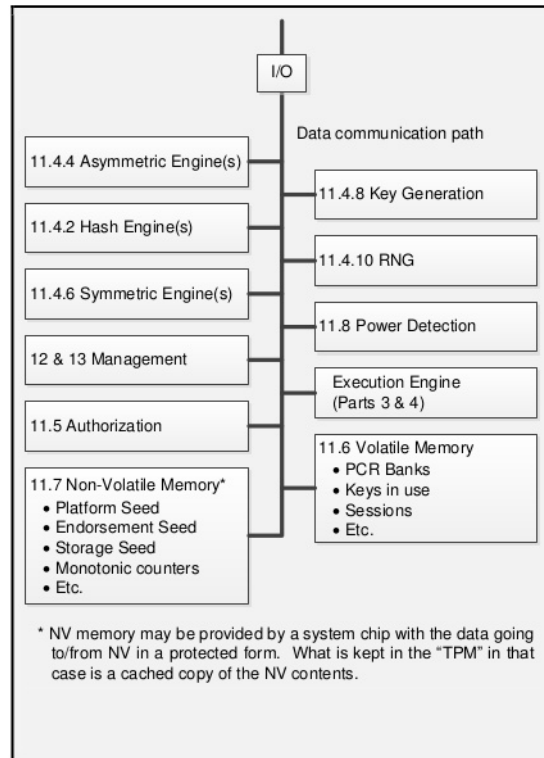 I/O
Data communication path
11.4.4 Asymmetric Engine(s)
11.4.8 Key Generation
11.4.2 Hash Engine(s)
11.4.10 RNG
11.4.6 Symmetric Engine(s)
11.8 Power Detection
12 & 13 Management
Execution Engine
(Parts 3 & 4)
11.5 Authorization
11.6 Volatile Memory
• PCR Banks
• Keys in use
• Sessions
• Etc.
11.7 Non-Volatile Memory*
• Platform Seed
• Endorsement Seed
• Storage Seed
• Monotonic counters
• Etc.
* NV memory may be provided by a system chip with the data going
to/from NV in a protected form. What is kept in the “TPM” in that
case is a cached copy of the NV contents.